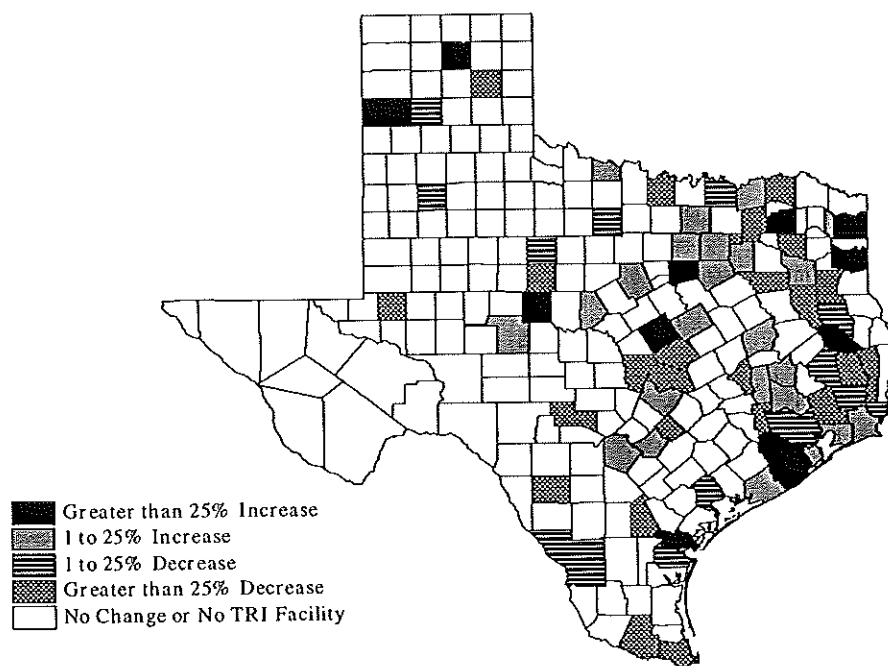 Greater than 25% Increase
1 to 25% Increase
1 to 25% Decrease
Greater than 25% Decrease
No Change or No TRI Facility